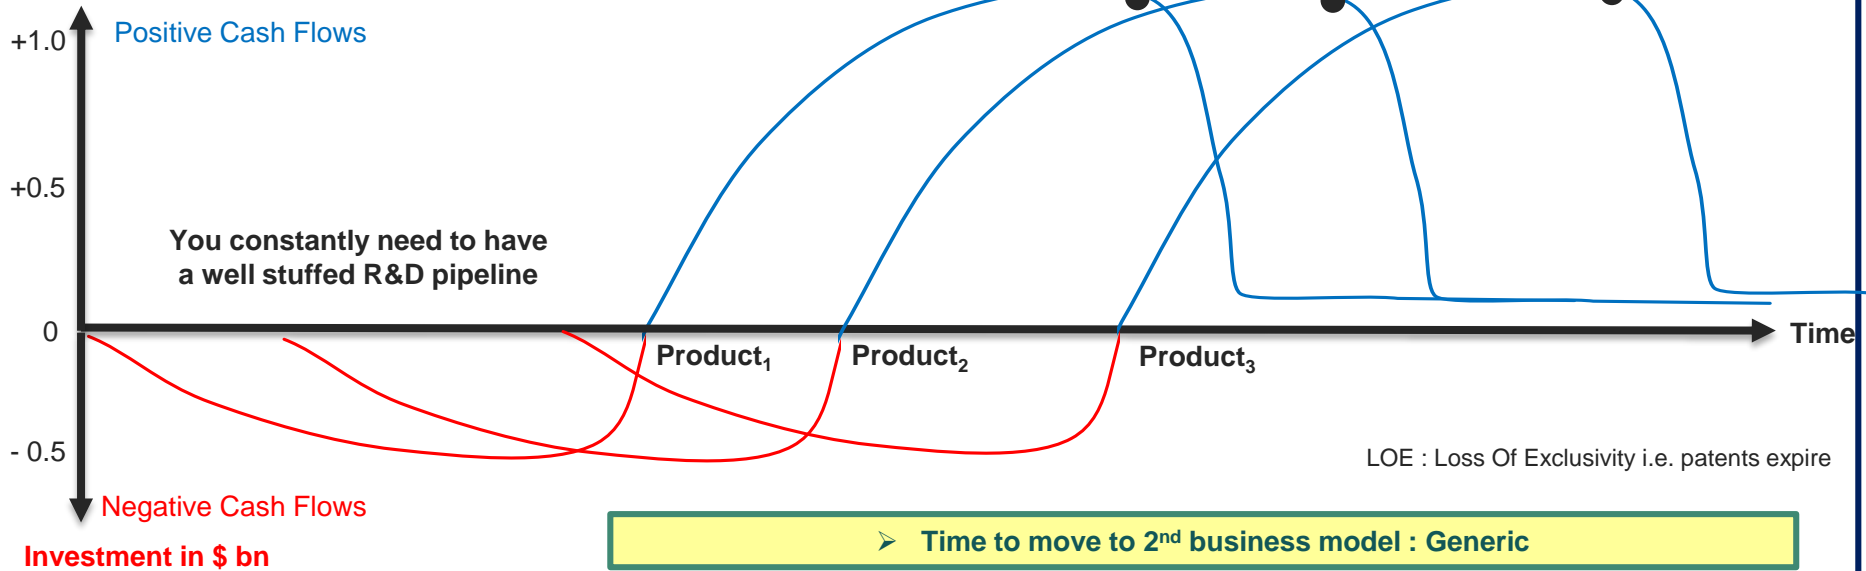 Positive Cash Flows
+1.0
+0.5
You constantly need to have
a well stuffed R&D pipeline
0
Time
Product₁
Product₂
Product₃
- 0.5
LOE : Loss Of Exclusivity i.e. patents expire
Negative Cash Flows
➢ Time to move to 2ⁿᵈ business model : Generic
Investment in $ bn